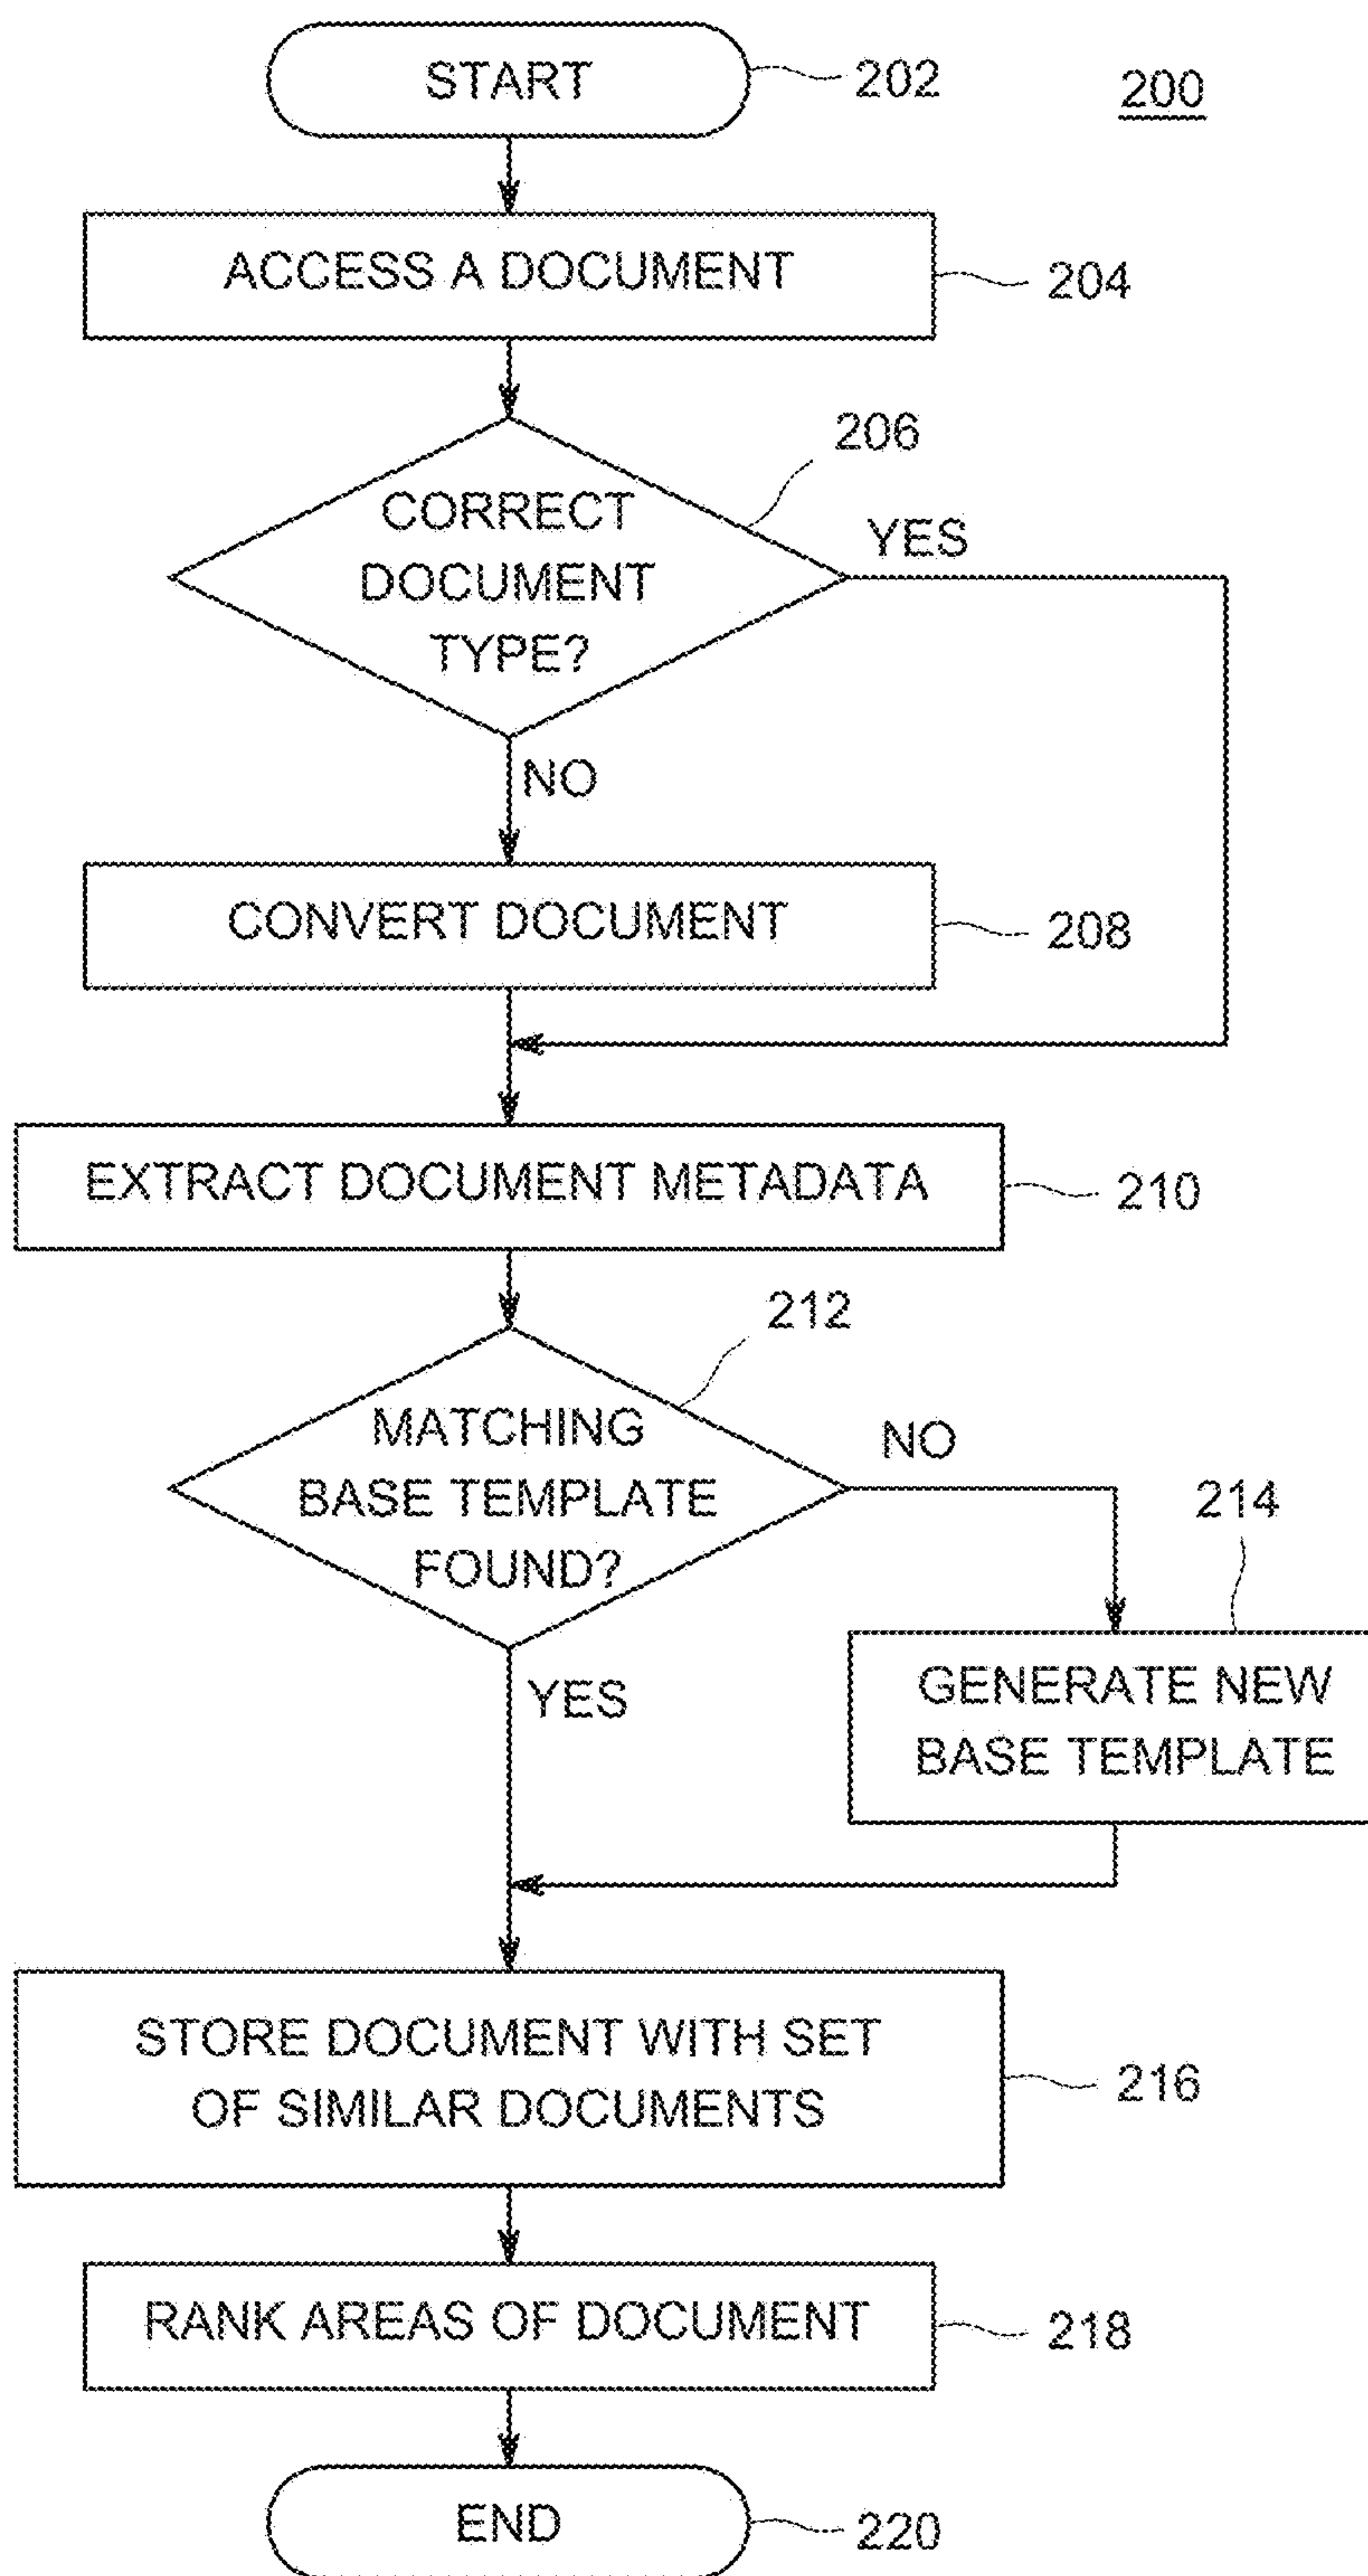 START
202
200
ACCESS A DOCUMENT
204
206
CORRECT
DOCUMENT
TYPE?
YES
NO
CONVERT DOCUMENT
208
EXTRACT DOCUMENT METADATA
210
212
MATCHING
BASE TEMPLATE
FOUND?
NO
214
YES
GENERATE NEW
BASE TEMPLATE
STORE DOCUMENT WITH SET
OF SIMILAR DOCUMENTS
216
RANK AREAS OF DOCUMENT
218
END
220